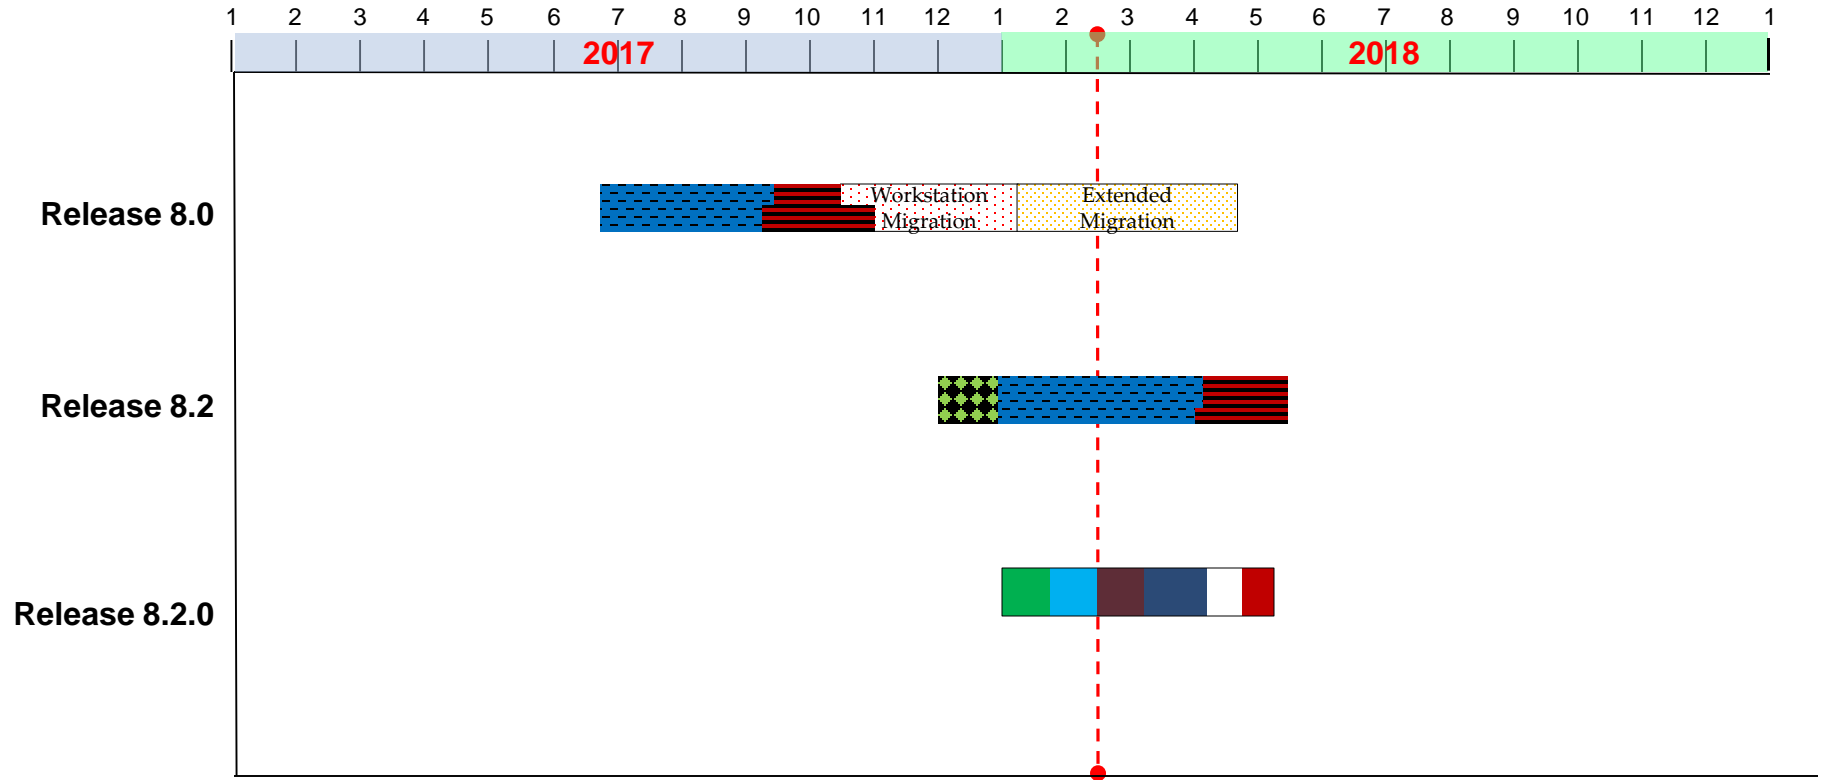 1 2 3 4 5 6 7 8 9 10 11 12 1 2 3 4 5 6 7 8 9 10 11 12 1
2017 2018
Release 8.0
Workstation
Migration
Extended
Migration
Release 8.2
Release 8.2.0